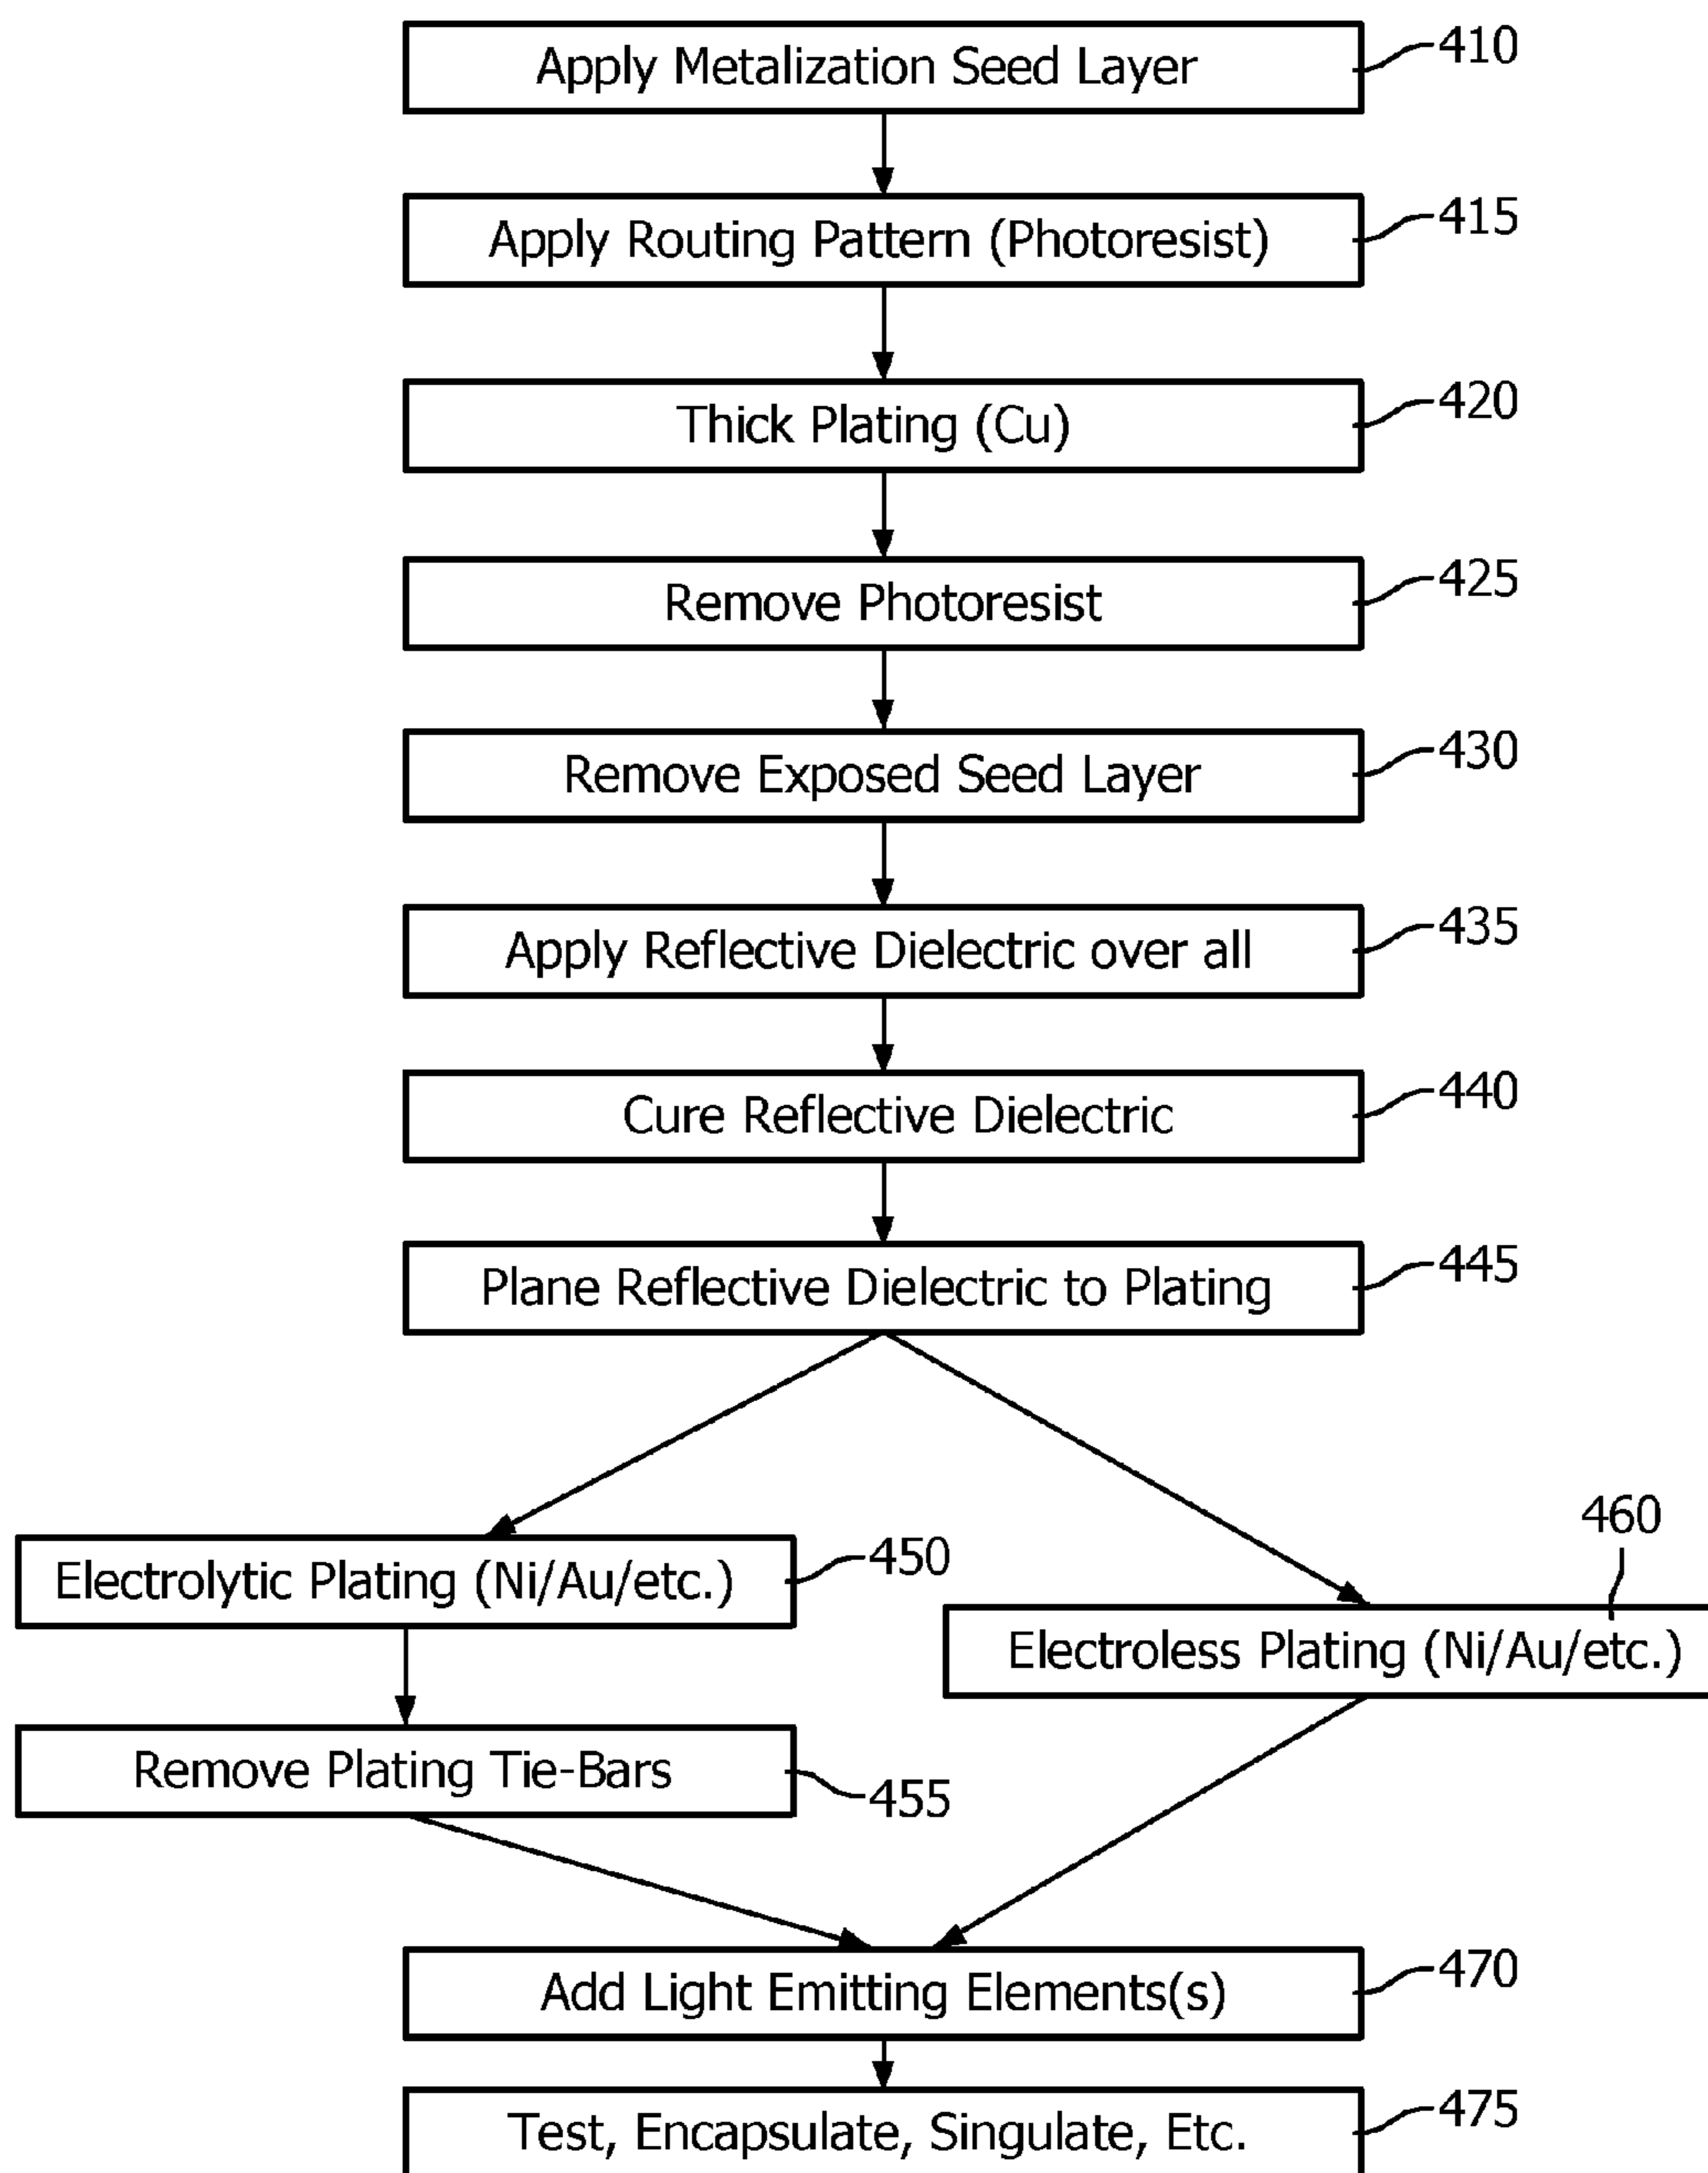 Apply Metalization Seed Layer
410
Apply Routing Pattern (Photoresist)
415
Thick Plating (Cu)
420
Remove Photoresist
425
Remove Exposed Seed Layer
430
Apply Reflective Dielectric over all
435
Cure Reflective Dielectric
440
Plane Reflective Dielectric to Plating
445
Electrolytic Plating (Ni/Au/etc.)
450
460
Electroless Plating (Ni/Au/etc.)
Remove Plating Tie-Bars
455
Add Light Emitting Elements(s)
470
Test, Encapsulate, Singulate, Etc.
475